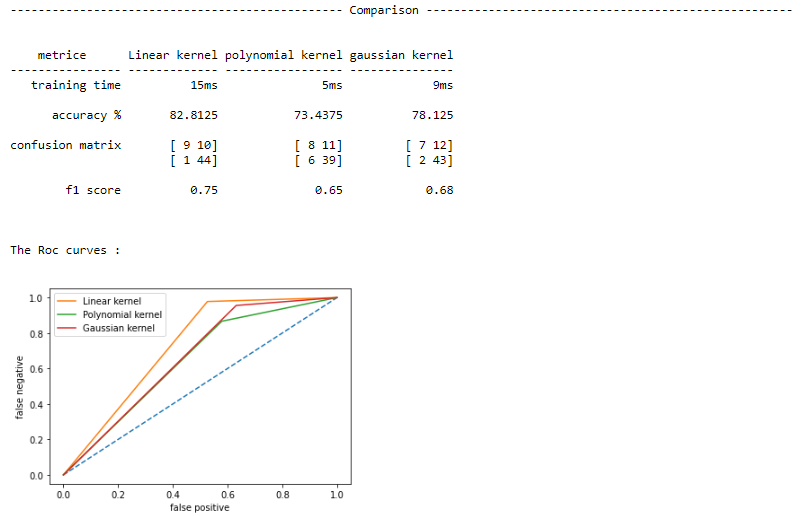 ----------------------------------------------- Comparison ----------------------------------------------------
metrice Linear kernel polynomial kernel gaussian kernel
--------------- ------------- ----------------- ---------------
training time 15ms 5ms 9ms
accuracy % 82.8125 73.4375 78.125
confusion matrix [ 9 10] [ 8 11] [ 7 12]
[ 1 44] [ 6 39] [ 2 43]
f1 score 0.75 0.65 0.68
The Roc curves :
Linear kernel
Polynomial kernel
Gaussian kernel
1.0
0.8
0.6
0.4
0.2
0.0
false negative
0.0 0.2 0.4 0.6 0.8 1.0
false positive